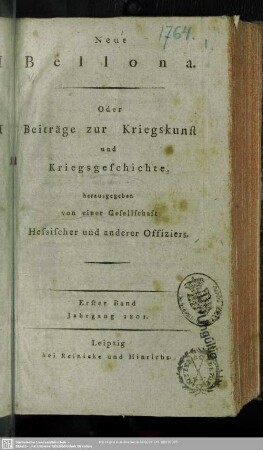 1764.
1.
Neue
Bellona.
Oder
Beiträge zur Kriegskunst
und
Kriegsgeschichte,
herausgegeben
von einer Gesellschaft
Hessischer und anderer Offiziers.
Erster Band
Jahrgang 1801.
Leipzig
bei Reinicke und Hinrichs.